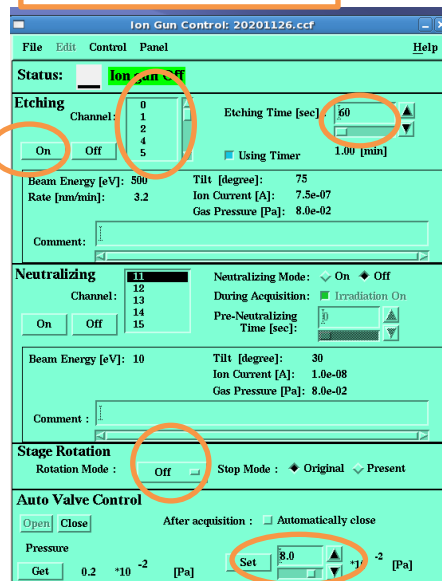 Ion Gun Control: 20201126.ccf
File Edit Control Panel Help
Status: Ion gun Off
Etching
Channel:
0
1
2
4
5
Etching Time [sec]: 60
On Off
Using Timer 1.00 [min]
Beam Energy [eV]: 500 Tilt [degree]: 75
Rate [nm/min]: 3.2 Ion Current [A]: 7.5e-07
Gas Pressure [Pa]: 8.0e-02
Comment:
Neutralizing
Channel:
11
12
13
14
15
Neutralizing Mode: On Off
During Acquisition: Irradiation On
Pre-Neutralizing
Time [sec]: 0
On Off
Beam Energy [eV]: 10 Tilt [degree]: 30
Ion Current [A]: 1.0e-08
Gas Pressure [Pa]: 8.0e-02
Comment :
Stage Rotation
Rotation Mode : Off Stop Mode : Original Present
Auto Valve Control
Open Close After acquisition : Automatically close
Pressure
Get 0.2 *10 -2 [Pa] Set 8.0 *10 -2 [Pa]